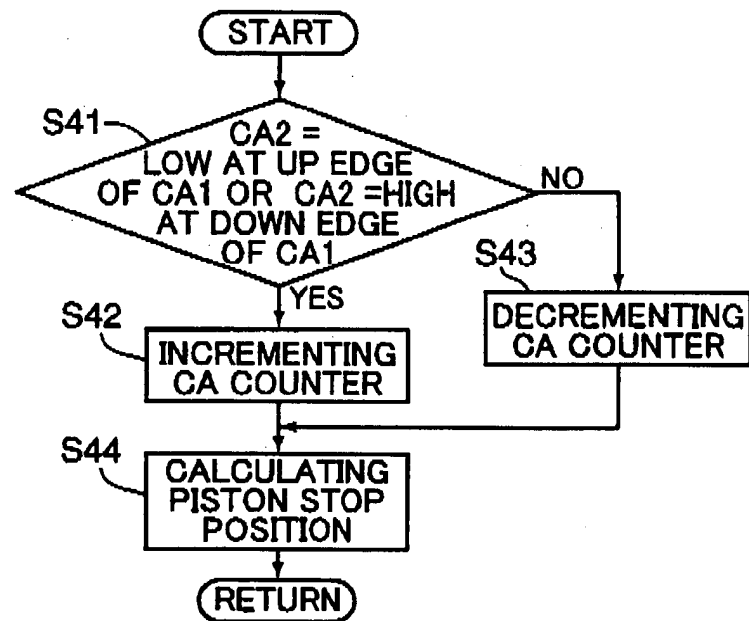 START
S41
CA2 =
LOW AT UP EDGE
OF CA1 OR CA2 =HIGH
AT DOWN EDGE
OF CA1
NO
YES
S43
DECREMENTING
CA COUNTER
S42
INCREMENTING
CA COUNTER
S44
CALCULATING
PISTON STOP
POSITION
RETURN